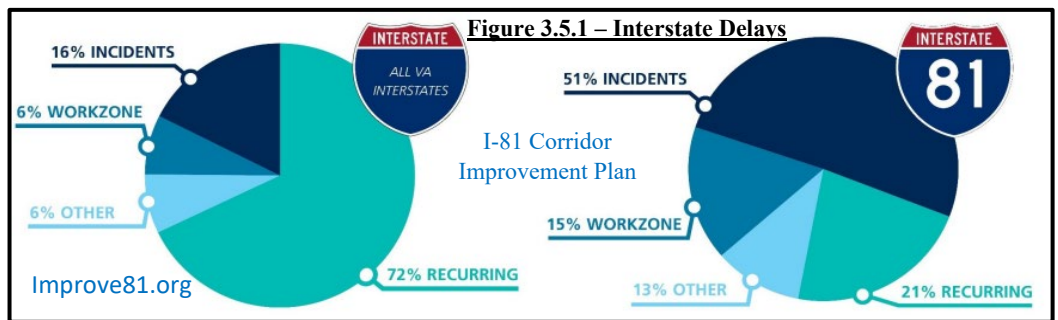 Figure 3.5.1 – Interstate Delays
16% INCIDENTS
6% WORKZONE
6% OTHER
72% RECURRING
INTERSTATE
ALL VA
INTERSTATES
Improve81.org
I-81 Corridor
Improvement Plan
51% INCIDENTS
15% WORKZONE
13% OTHER
21% RECURRING
INTERSTATE
81